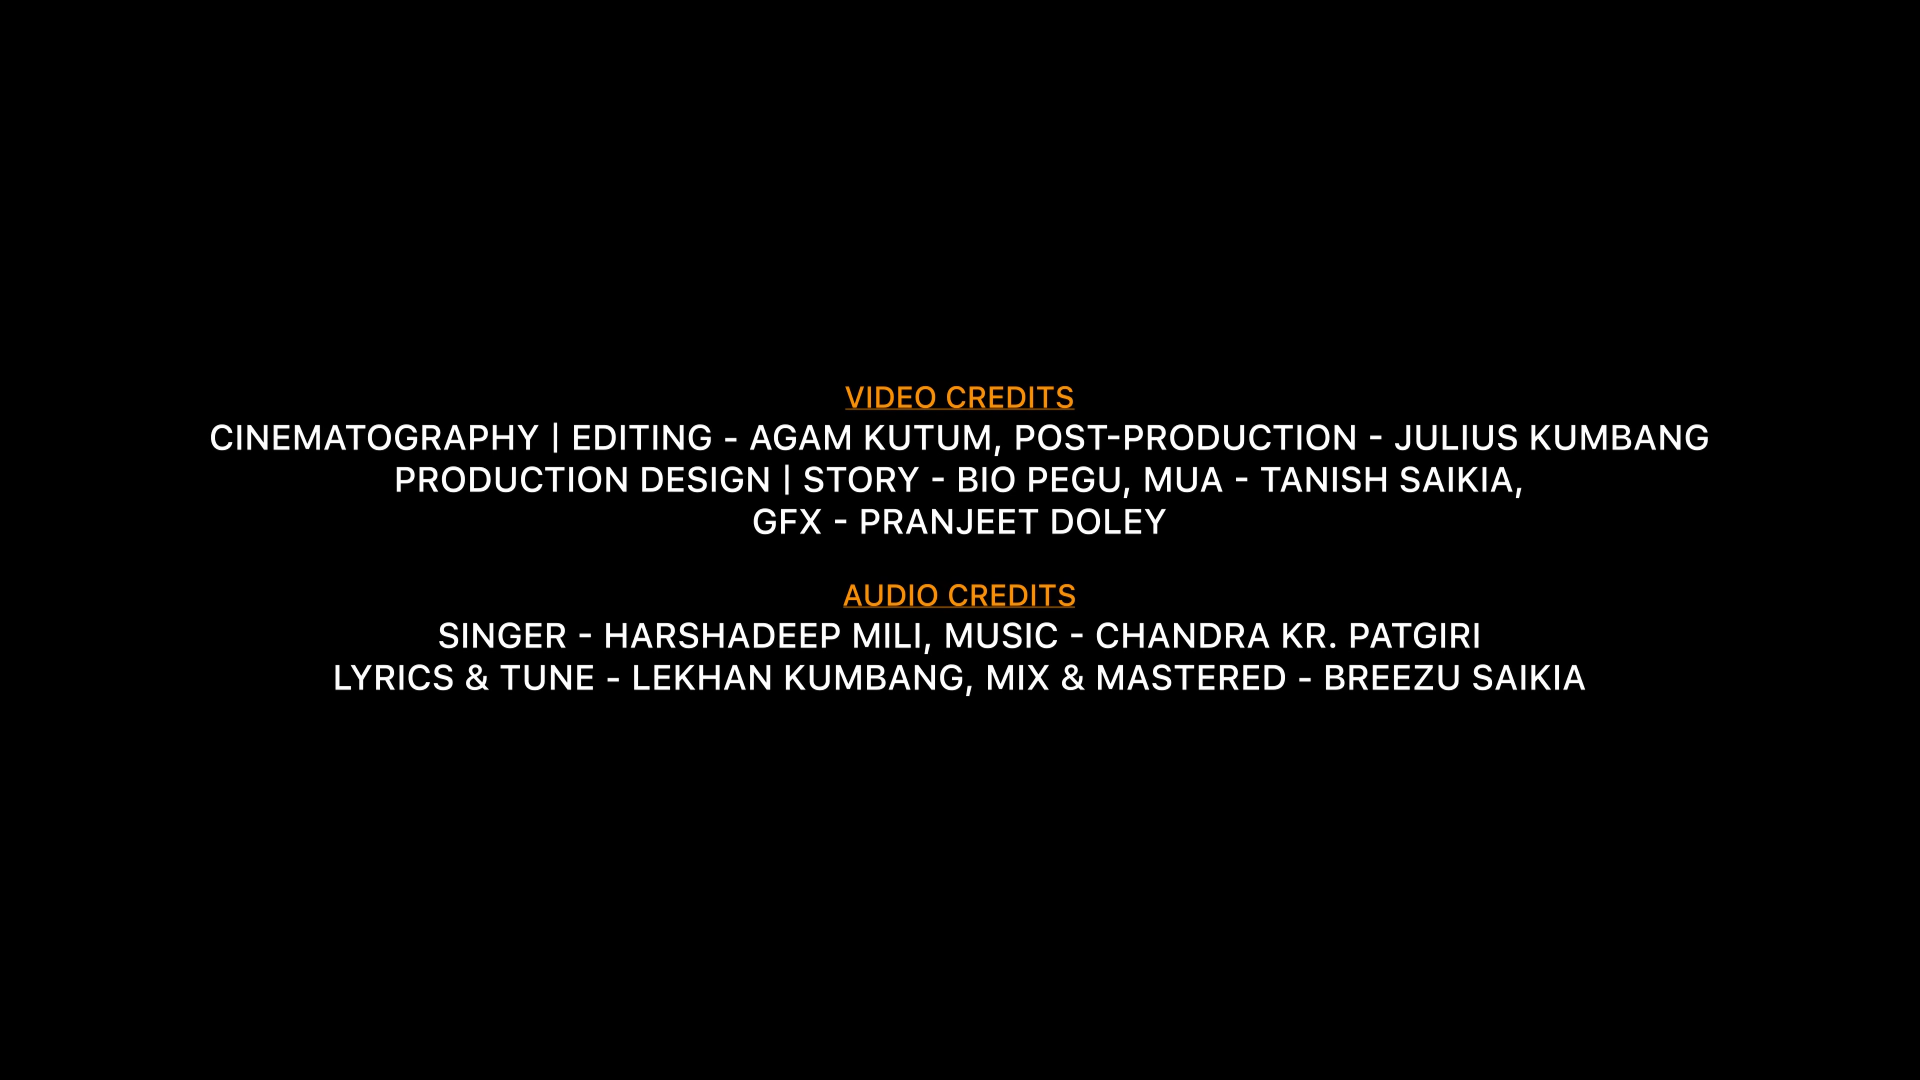 VIDEO CREDITS
CINEMATOGRAPHY | EDITING - AGAM KUTUM, POST-PRODUCTION - JULIUS KUMBANG
PRODUCTION DESIGN | STORY - BIO PEGU, MUA - TANISH SAIKIA,
GFX - PRANJEET DOLEY
AUDIO CREDITS
SINGER - HARSHADEEP MILI, MUSIC - CHANDRA KR. PATGIRI
LYRICS & TUNE - LEKHAN KUMBANG, MIX & MASTERED - BREEZU SAIKIA